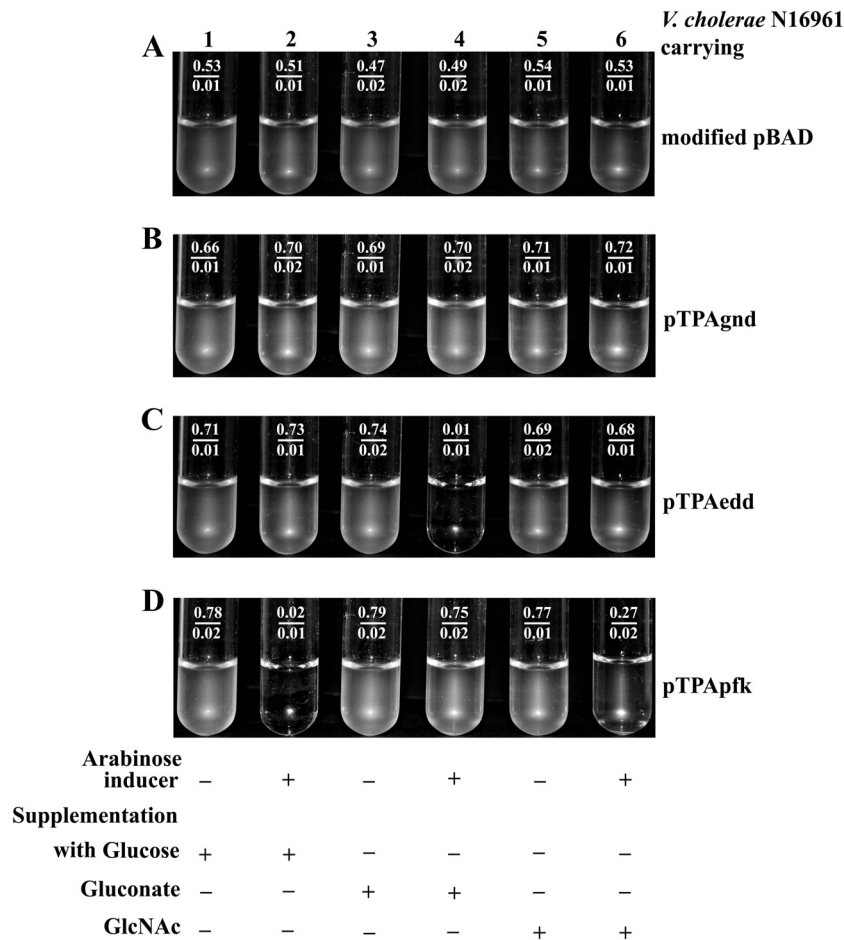 V. cholerae N16961
carrying
1 2 3 4 5 6
A
0.53 0.51 0.47 0.49 0.54 0.53
0.01 0.01 0.02 0.02 0.01 0.01
modified pBAD
B
0.66 0.70 0.69 0.70 0.71 0.72
0.01 0.02 0.01 0.02 0.01 0.01
pTPAgnd
C
0.71 0.73 0.74 0.01 0.69 0.68
0.01 0.01 0.02 0.01 0.02 0.01
pTPAedd
D
0.78 0.02 0.79 0.75 0.77 0.27
0.02 0.01 0.02 0.02 0.01 0.02
pTPApfk
Arabinose
inducer – + – + – +
Supplementation
with Glucose + + – – – –
Gluconate – – + + – –
GlcNAc – – – – + +